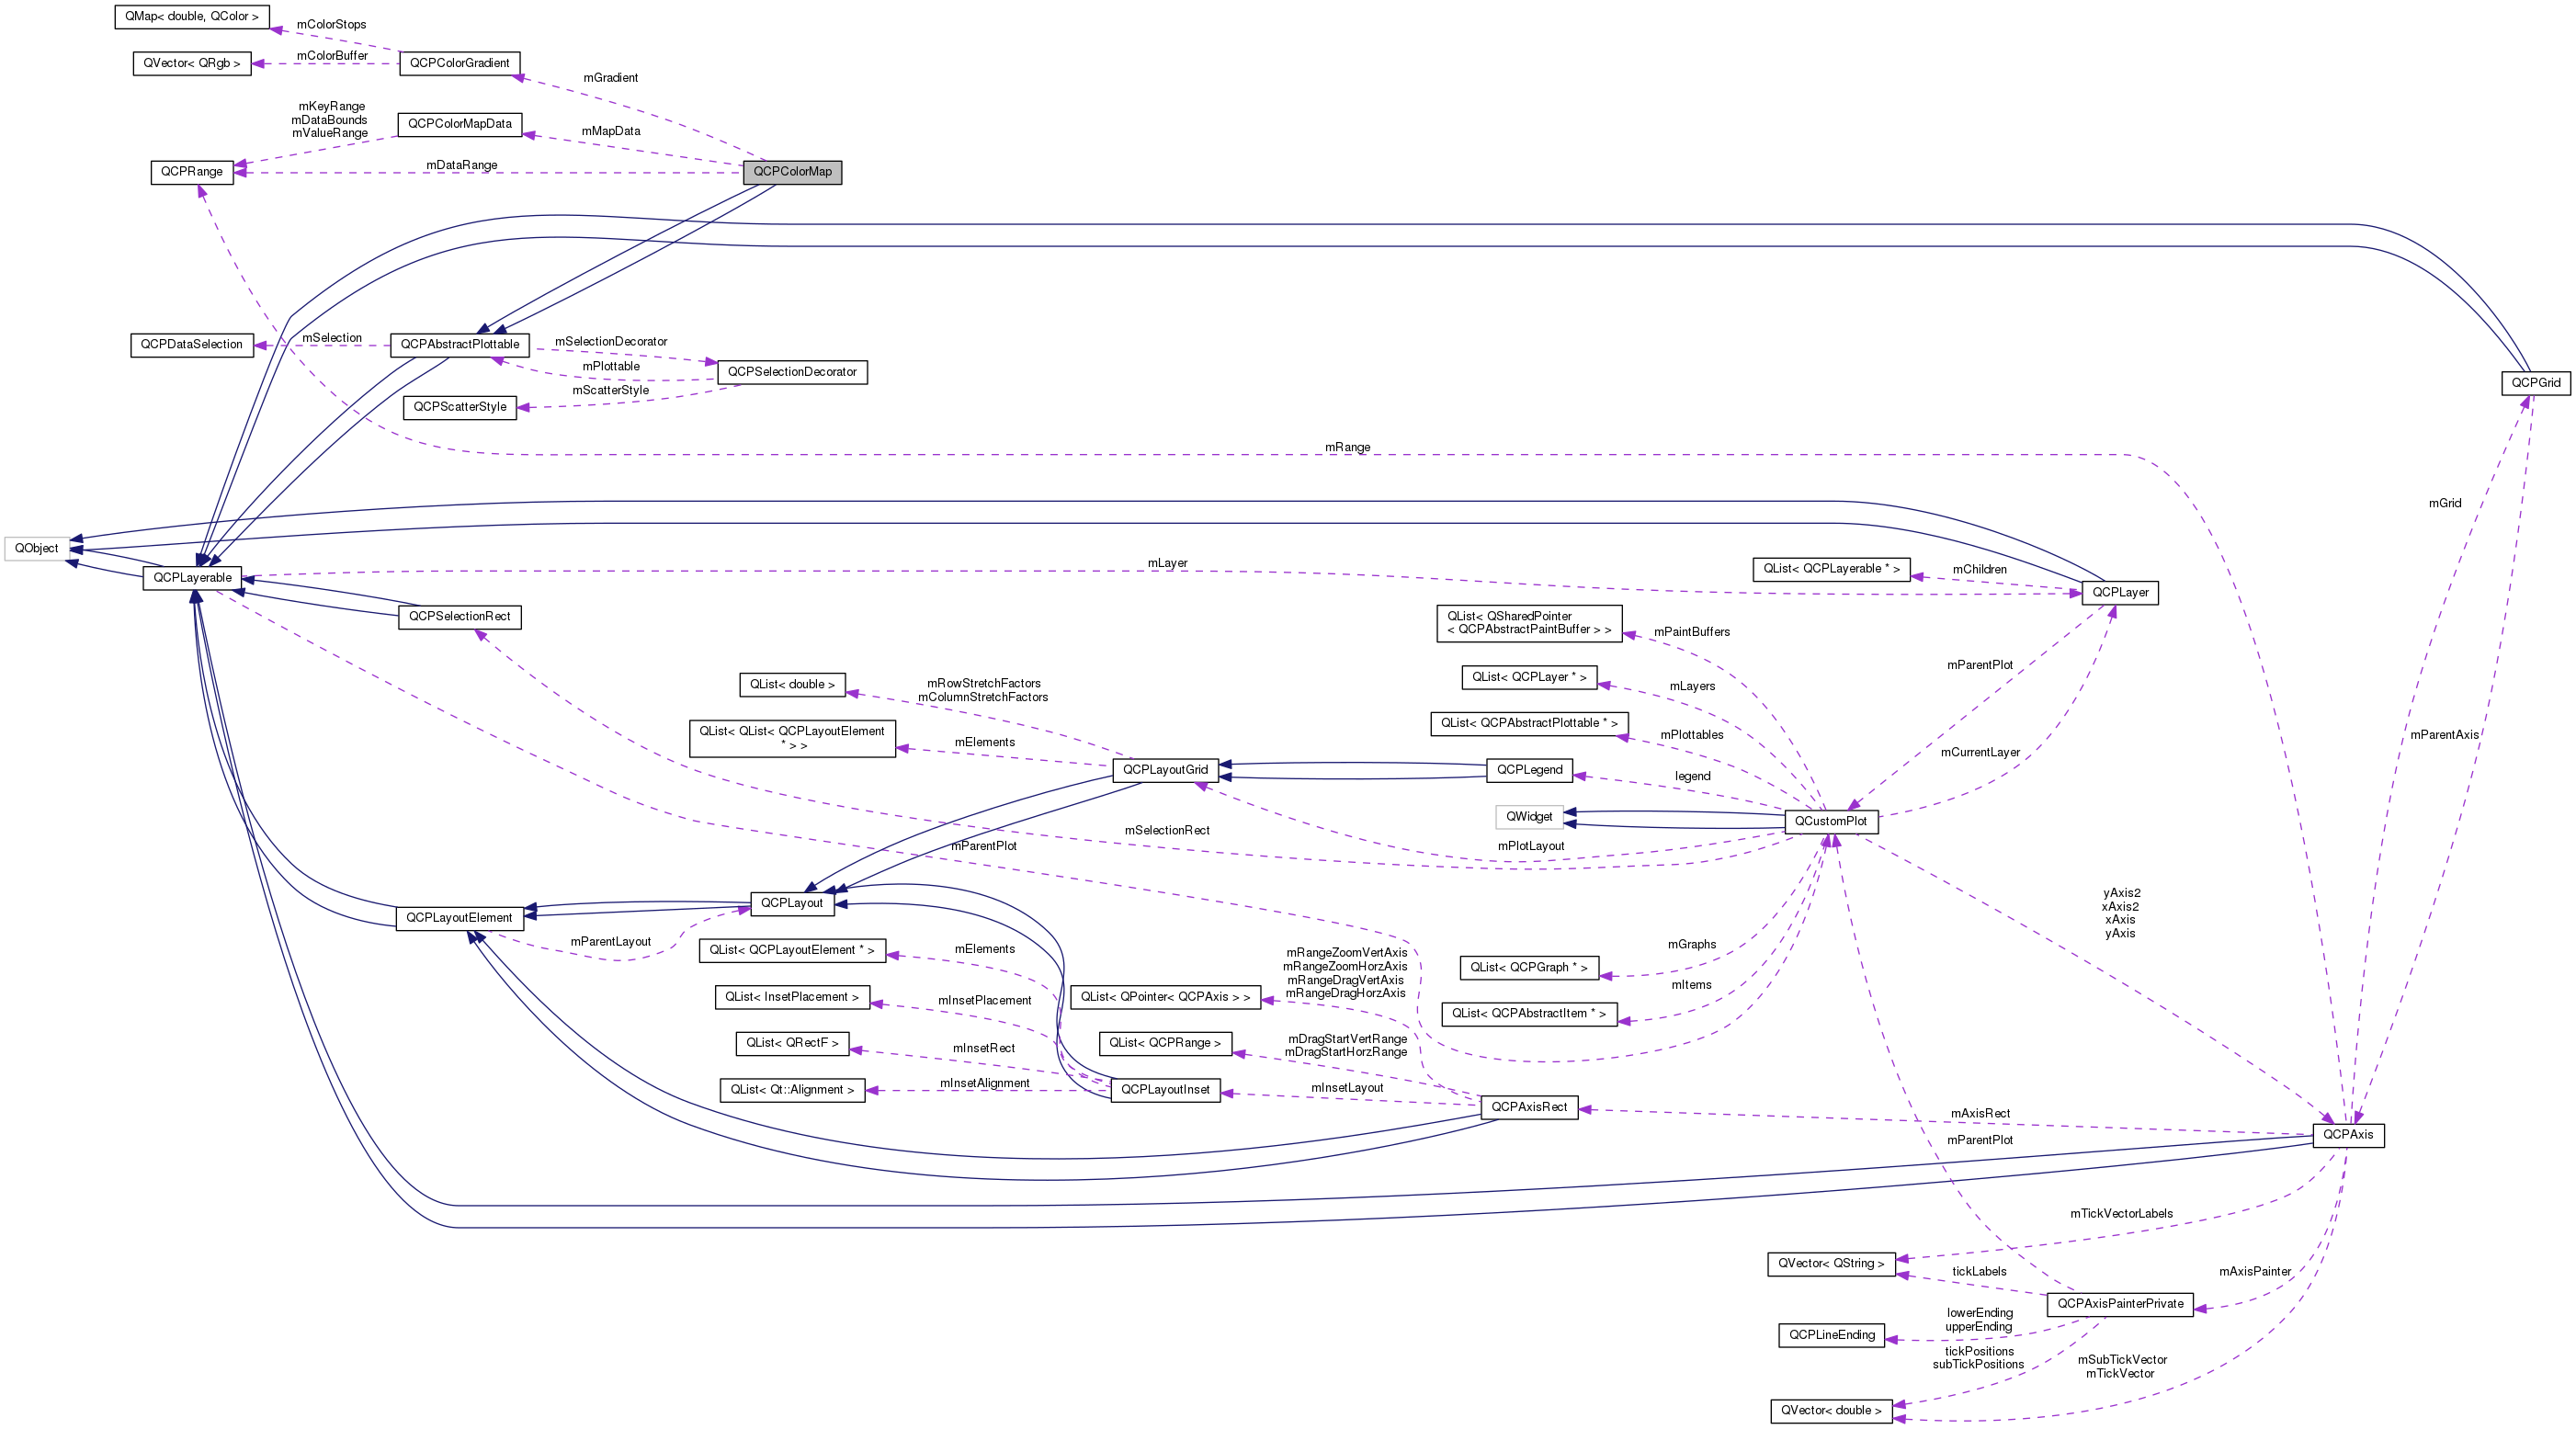 QMap< double, QColor >
mColorStops
QVector< QRgb >
mColorBuffer
QCPColorGradient
mGradient
mKeyRange
mDataBounds
mValueRange
QCPColorMapData
mMapData
QCPRange
mDataRange
QCPColorMap
QCPDataSelection
mSelection
QCPAbstractPlottable
mSelectionDecorator
mPlottable
QCPSelectionDecorator
mScatterStyle
QCPScatterStyle
QCPGrid
mRange
mGrid
QObject
QCPLayerable
mLayer
QList< QCPLayerable * >
mChildren
QCPLayer
QCPSelectionRect
QList< QSharedPointer
< QCPAbstractPaintBuffer > >
mPaintBuffers
mParentPlot
QList< double >
mRowStretchFactors
mColumnStretchFactors
QList< QCPLayer * >
mLayers
QList< QCPAbstractPlottable * >
mPlottables
mCurrentLayer
mParentAxis
QList< QList< QCPLayoutElement
* > >
mElements
QCPLayoutGrid
QCPLegend
legend
QWidget
QCustomPlot
mSelectionRect
mParentPlot
mPlotLayout
QCPLayoutElement
QCPLayout
mParentLayout
QList< QCPLayoutElement * >
mElements
yAxis2
xAxis2
xAxis
yAxis
mGraphs
QList< QCPGraph * >
mRangeZoomVertAxis
mRangeZoomHorzAxis
mRangeDragVertAxis
mRangeDragHorzAxis
QList< InsetPlacement >
mInsetPlacement
QList< QPointer< QCPAxis > >
mItems
QList< QCPAbstractItem * >
QList< QRectF >
mInsetRect
QList< QCPRange >
mDragStartVertRange
mDragStartHorzRange
QList< Qt::Alignment >
mInsetAlignment
QCPLayoutInset
mInsetLayout
QCPAxisRect
mAxisRect
mParentPlot
QCPAxis
mTickVectorLabels
QVector< QString >
tickLabels
mAxisPainter
QCPAxisPainterPrivate
lowerEnding
upperEnding
QCPLineEnding
tickPositions
subTickPositions
mSubTickVector
mTickVector
QVector< double >